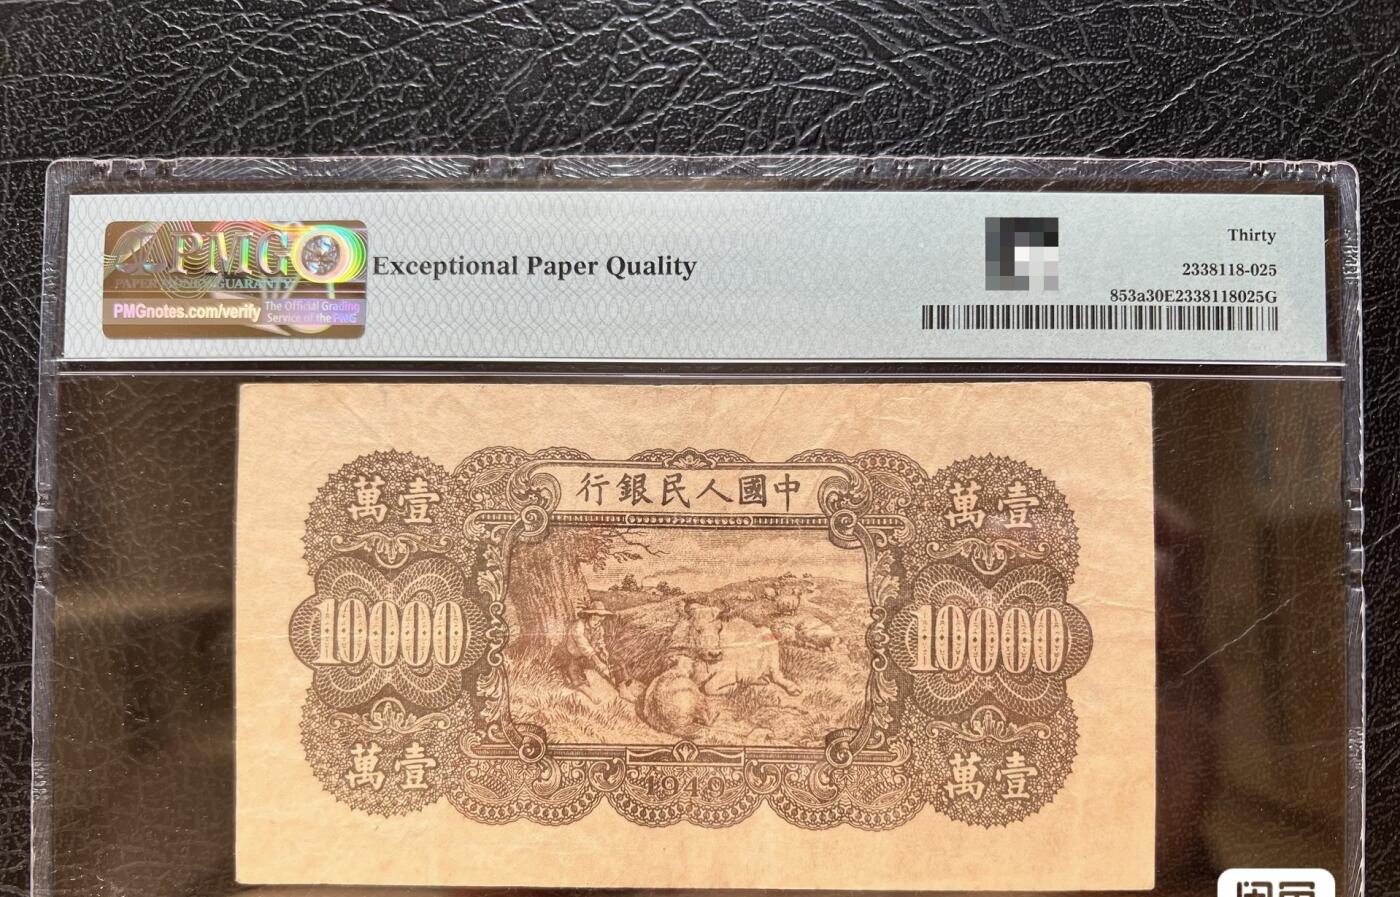 PMG
PAPER MONEY GUARANTY
PMGnotes.com/verify
The Official Grading
Service of the PMG
Exceptional Paper Quality
Thirty
2338118-025
853a30E2338118025G
行銀民人國中
萬壹
萬壹
10000
10000
萬壹
萬壹
1949